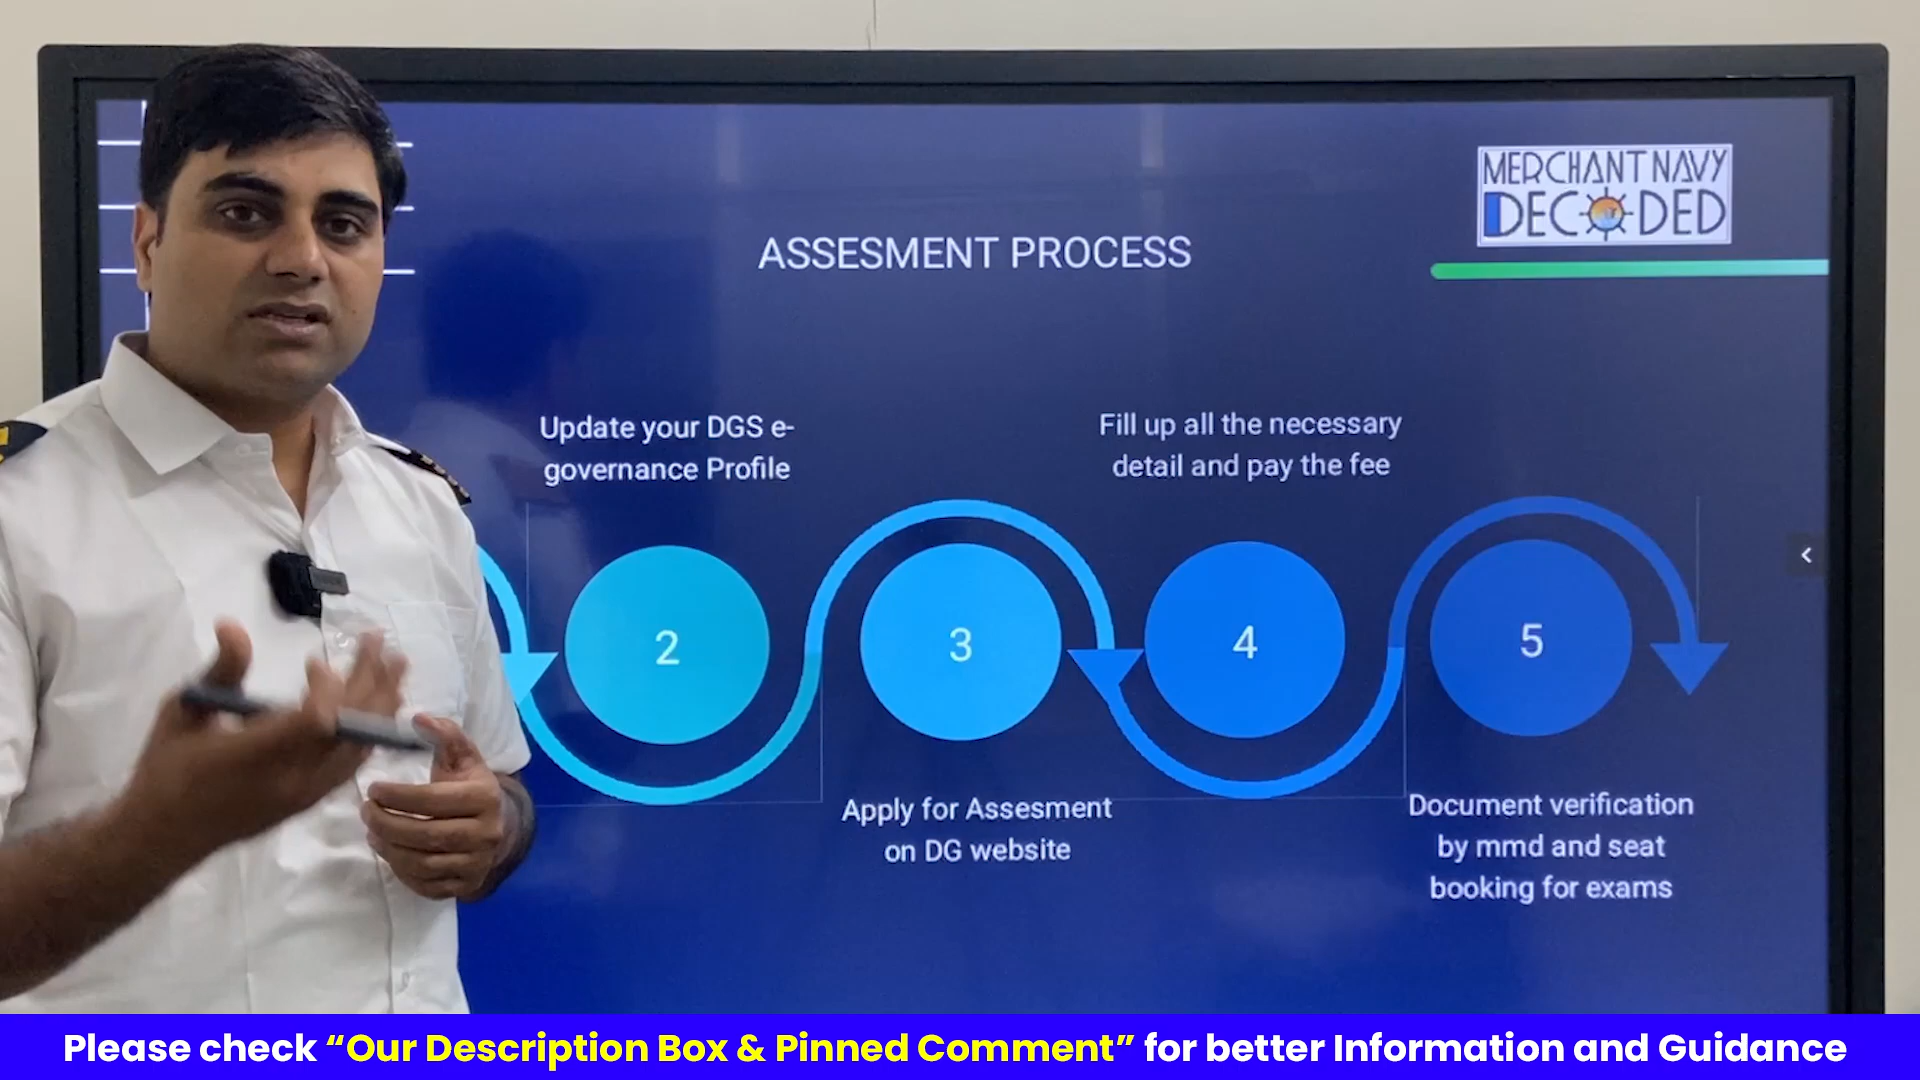 MERCHANT NAVY
DECODED
ASSESMENT PROCESS
Update your DGS e-
governance Profile
Fill up all the necessary
detail and pay the fee
2
3
4
5
Apply for Assesment
on DG website
Document verification
by mmd and seat
booking for exams
Please check “Our Description Box & Pinned Comment” for better Information and Guidance